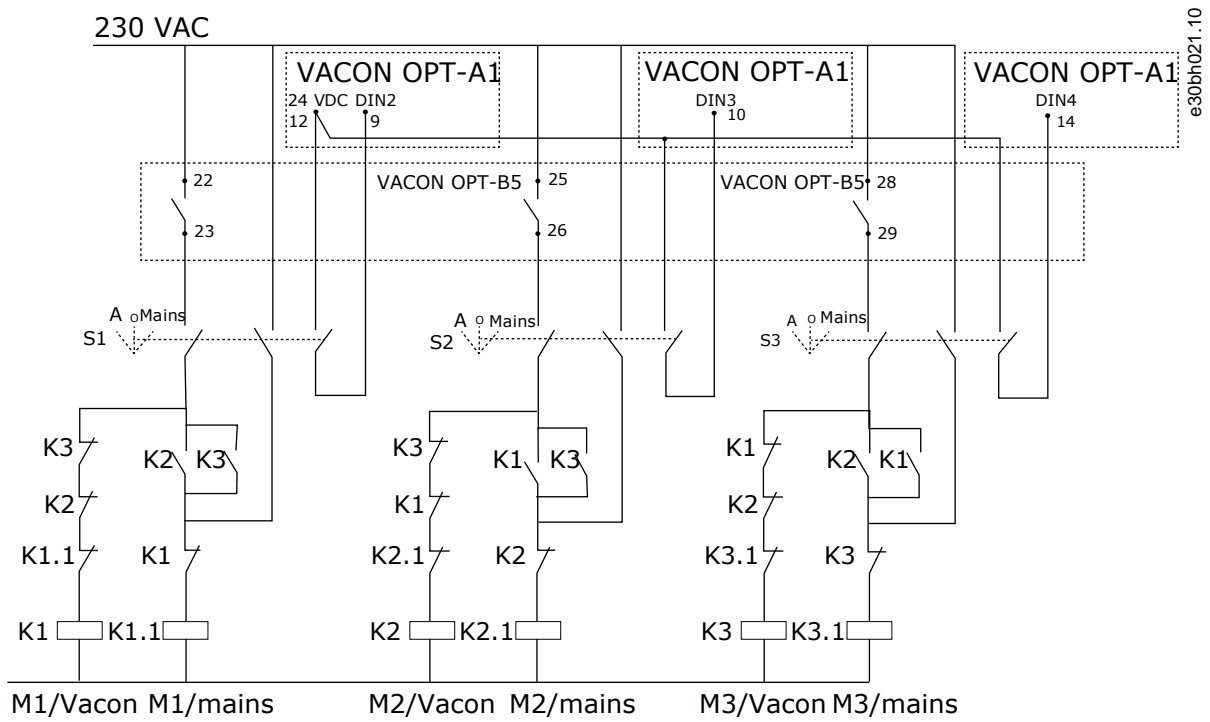 230 VAC
e30bh021.10
VACON OPT-A1 VACON OPT-A1 VACON OPT-A1
24 VDC DIN2 DIN3 DIN4
12 9 10 14
22 VACON OPT-B5 25 VACON OPT-B5 28
23 26 29
A o Mains A o Mains A o Mains
S1 S2 S3
K3 K2 K3 K3 K1 K3 K1 K2 K1
K2 K1 K2
K1.1 K1 K2.1 K2 K3.1 K3
K1 K1.1 K2 K2.1 K3 K3.1
M1/Vacon M1/mains M2/Vacon M2/mains M3/Vacon M3/mains